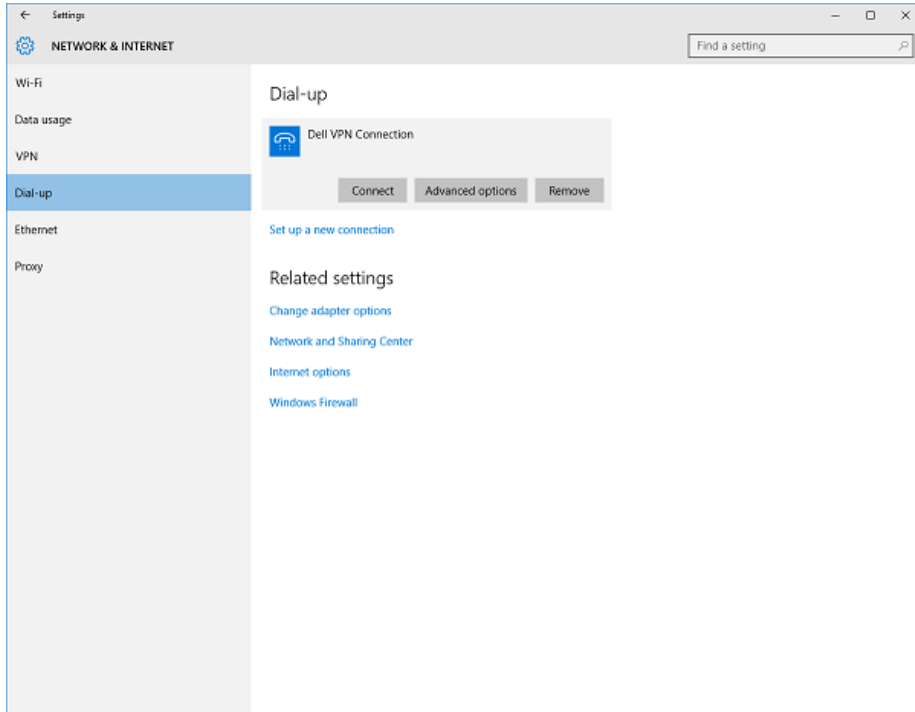 Settings
NETWORK & INTERNET
Find a setting
Wi-Fi
Data usage
VPN
Dial-up
Ethernet
Proxy
Dial-up
Dell VPN Connection
Connect Advanced options Remove
Set up a new connection
Related settings
Change adapter options
Network and Sharing Center
Internet options
Windows Firewall